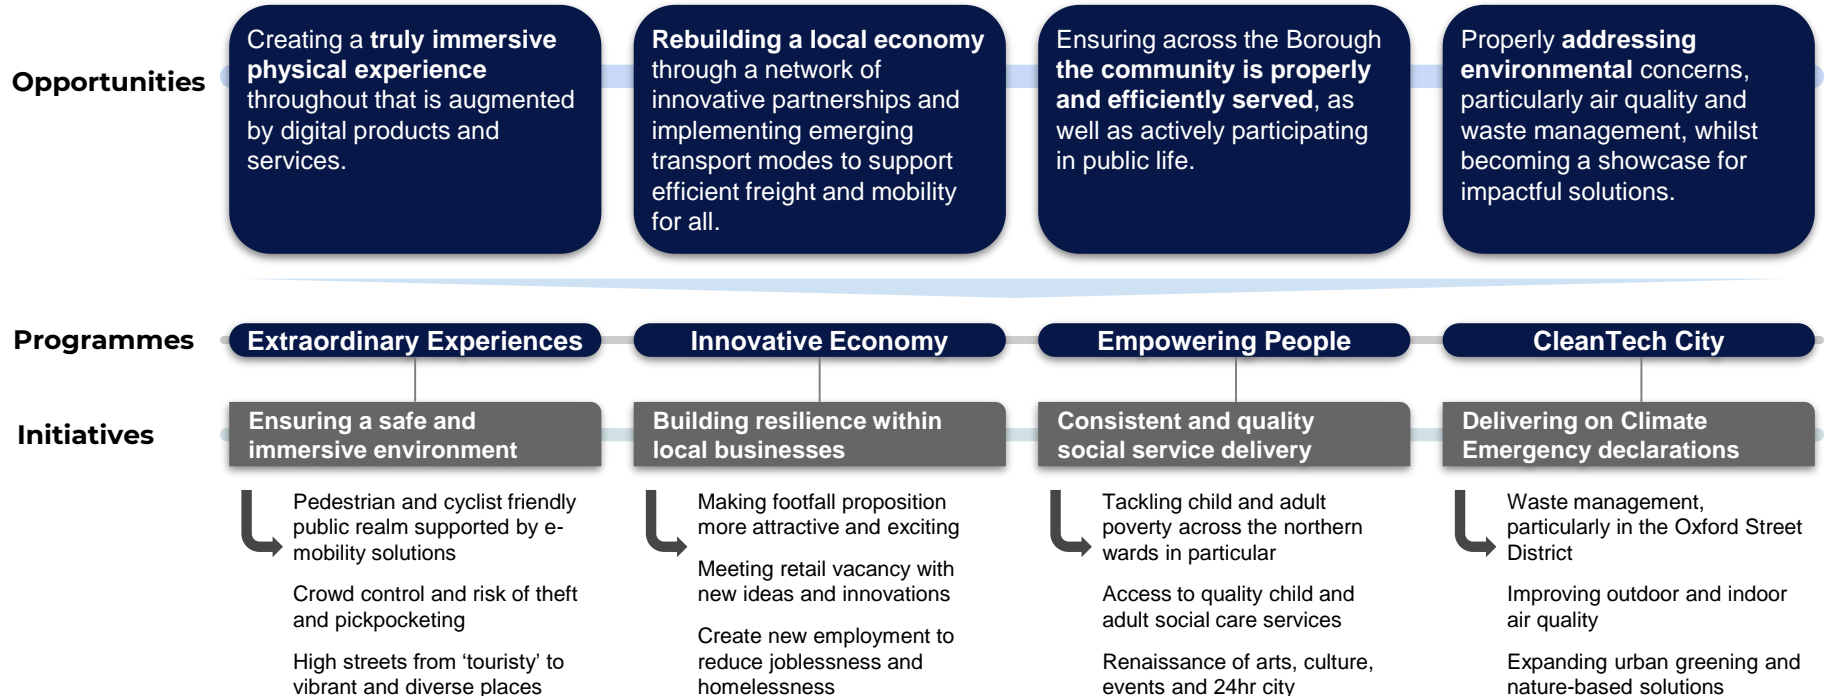 Opportunities
Creating a truly immersive
physical experience
throughout that is augmented
by digital products and
services.
Rebuilding a local economy
through a network of
innovative partnerships and
implementing emerging
transport modes to support
efficient freight and mobility
for all.
Ensuring across the Borough
the community is properly
and efficiently served, as
well as actively participating
in public life.
Properly addressing
environmental concerns,
particularly air quality and
waste management, whilst
becoming a showcase for
impactful solutions.
Programmes
Extraordinary Experiences
Innovative Economy
Empowering People
CleanTech City
Initiatives
Ensuring a safe and
immersive environment
Building resilience within
local businesses
Consistent and quality
social service delivery
Delivering on Climate
Emergency declarations
Pedestrian and cyclist friendly
public realm supported by e-
mobility solutions
Crowd control and risk of theft
and pickpocketing
High streets from ‘touristy’ to
vibrant and diverse places
Making footfall proposition
more attractive and exciting
Meeting retail vacancy with
new ideas and innovations
Create new employment to
reduce joblessness and
homelessness
Tackling child and adult
poverty across the northern
wards in particular
Access to quality child and
adult social care services
Renaissance of arts, culture,
events and 24hr city
Waste management,
particularly in the Oxford Street
District
Improving outdoor and indoor
air quality
Expanding urban greening and
nature-based solutions